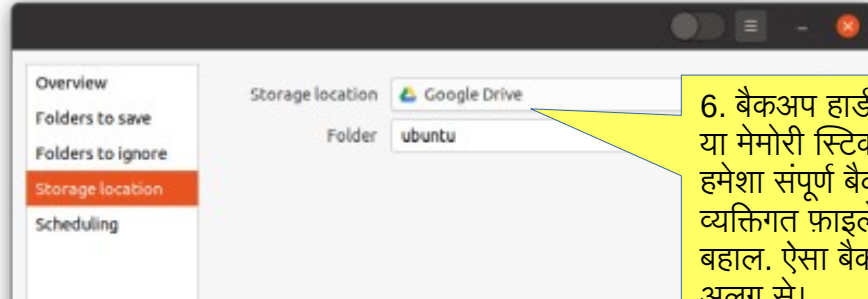 Overview
Folders to save
Folders to ignore
Storage location
Scheduling
Storage location Google Drive
Folder ubuntu
6. बैकअप हार्ड
या मेमोरी
हमेशा संपूर्ण
व्यक्तिगत
बहाल. ऐसा
अलग से।